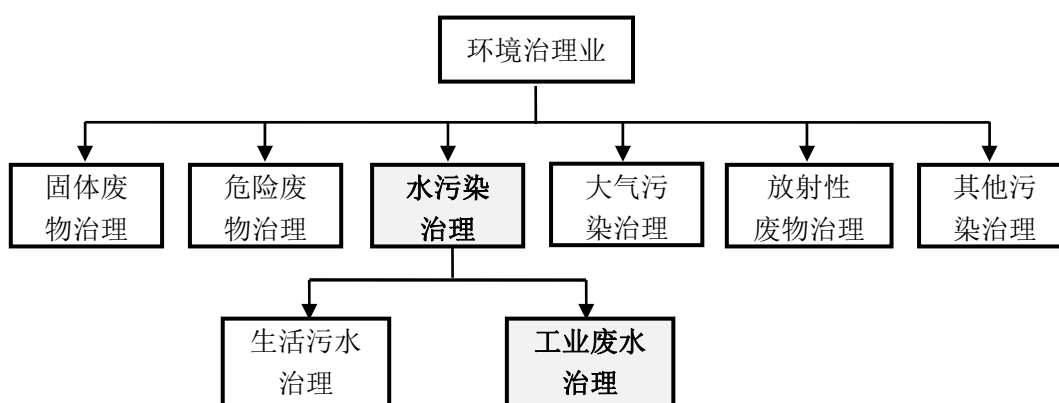 环境治理业
固体废
物治理
危险废
物治理
水污染
治理
大气污
染治理
放射性
废物治理
其他污
染治理
生活污水
治理
工业废水
治理